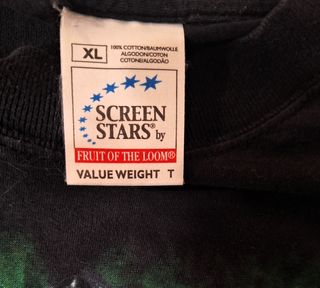 XL
100% COTTON/BAUMWOLLE
ALGODON/COTON
COTONE/ALGODÃO
SCREEN
STARS® by
FRUIT OF THE LOOM®
VALUE WEIGHT T